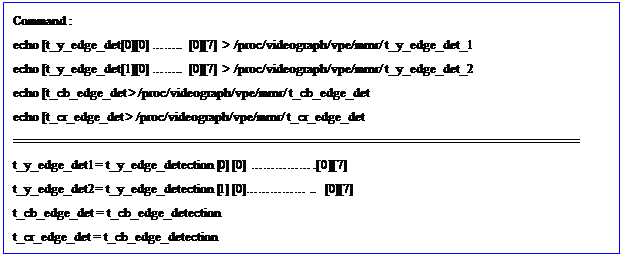 Command :
echo [t_y_edge_det[0][0] ......... [0][7] > /proc/videograph/vpe/mmr/t_y_edge_det_1
echo [t_y_edge_det[1][0] ......... [0][7] > /proc/videograph/vpe/mmr/t_y_edge_det_2
echo [t_cb_edge_det > /proc/videograph/vpe/mmr/t_cb_edge_det
echo [t_cr_edge_det > /proc/videograph/vpe/mmr/t_cr_edge_det
t_y_edge_det1 = t_y_edge_detection [0] [0] ................ .[0][7]
t_y_edge_det2 = t_y_edge_detection [1] [0]............... .. [0][7]
t_cb_edge_det = t_cb_edge_detection
t_cr_edge_det = t_cb_edge_detection